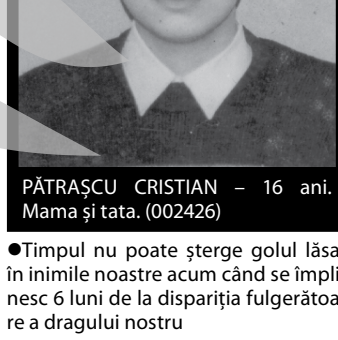 PĂTRAȘCU CRISTIAN – 16 ani.
Mama și tata. (002426)
●Timpul nu poate șterge golul lăsa
în inimile noastre acum când se împli
nesc 6 luni de la dispariția fulgerătoa
re a dragului nostru